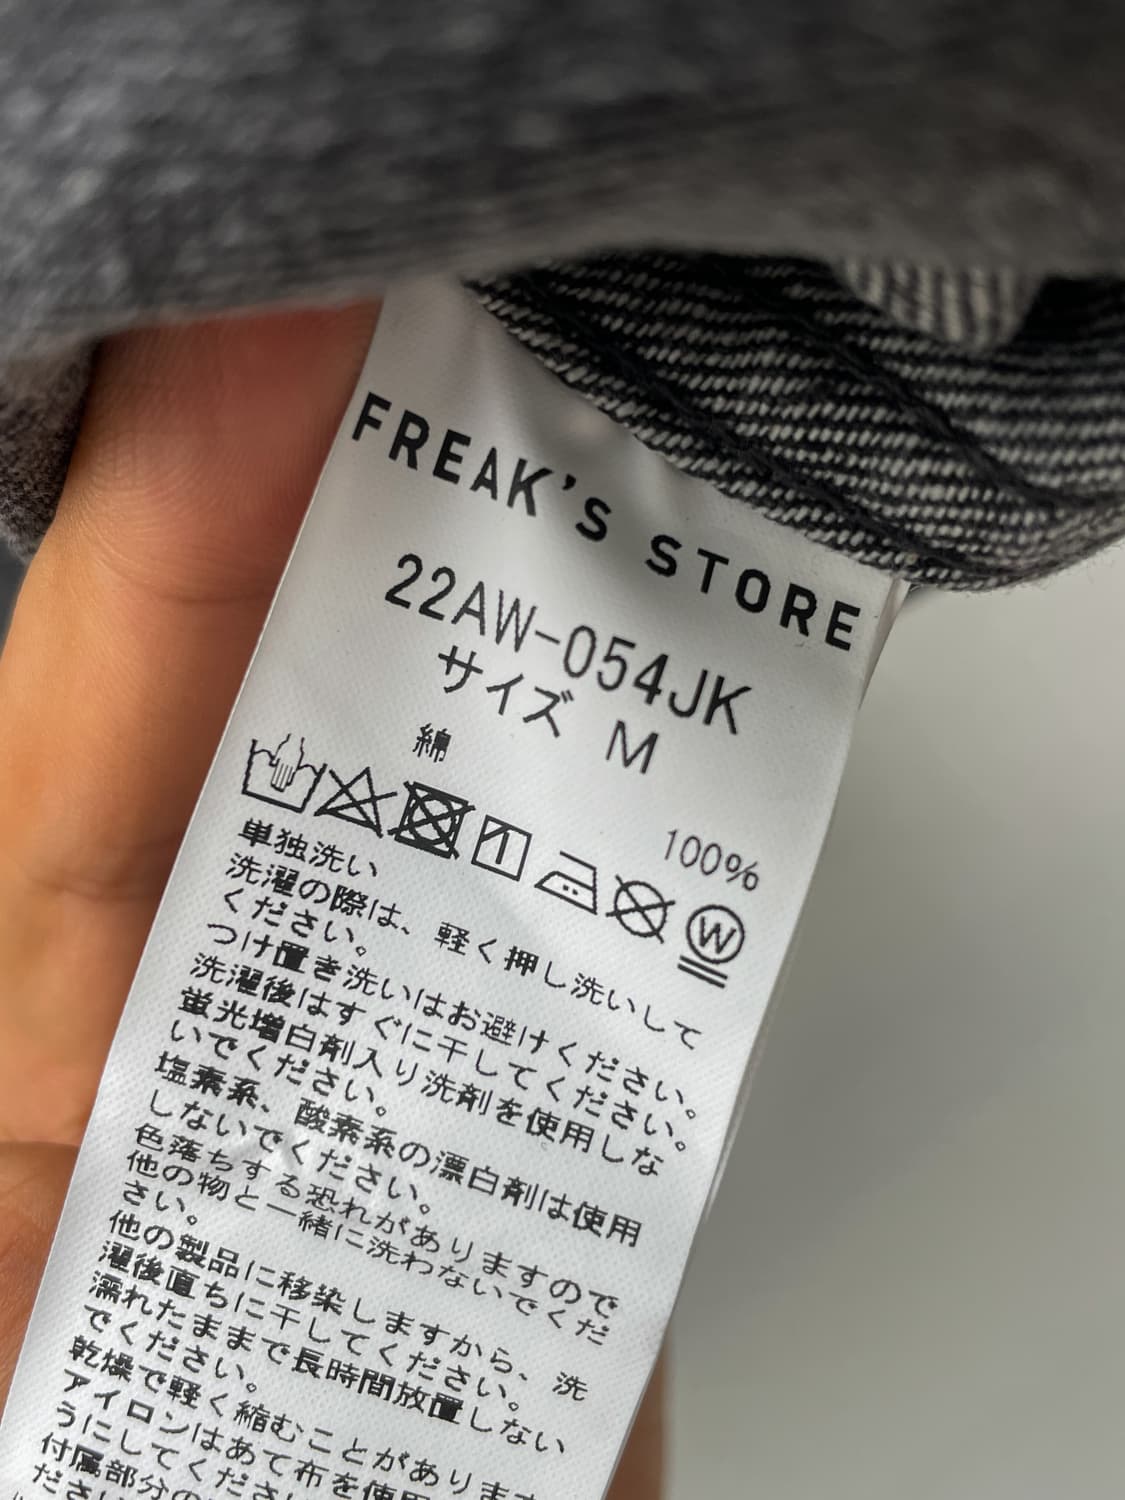 FREAK'S STORE
22AW-054JK
サイズ M
綿 100%
単独洗い
洗濯の際は、軽く押し洗いして
ください。
つけ置き洗いはお避けください。
洗濯後はすぐに干してください。
蛍光増白剤入り洗剤を使用しな
いでください。
塩素系、酸素系の漂白剤は使用
しないでください。
色落ちする恐れがありますので
他の物と一緒に洗わないでくだ
さい。
他の製品に移染しますから、洗
濯後直ちに干してください。
濡れたままで長時間放置しない
でください。
乾燥で軽く縮むことがあります
アイロンはあて布を使用
うにしてください
付属部分の
ださい